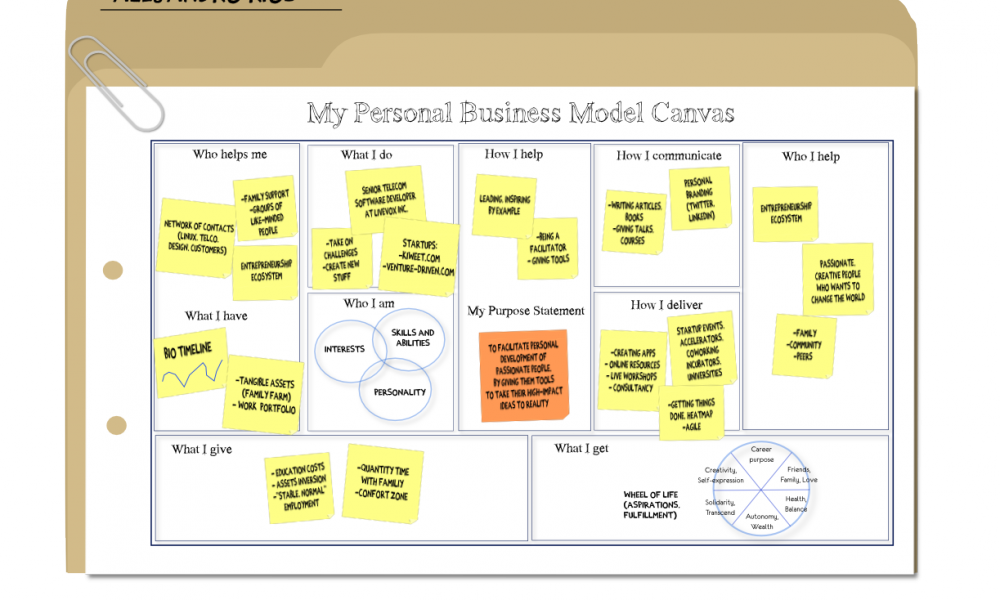 My Personal Business Model Canvas
Who helps me
NETWORK OF CONTACTS
(LINUX, TELCO,
DESIGN, CUSTOMERS)
-FAMILY SUPPORT
-GROUPS OF
LIKE-MINDED
PEOPLE
ENTREPRENEURSHIP
ECOSYSTEM
What I have
BIO TIMELINE
-TANGIBLE ASSETS
(FAMILY FARM)
- WORK PORTFOLIO
What I do
SENIOR TELECOM
SOFTWARE DEVELOPER
AT LIVEVOX INC.
-TAKE ON
CHALLENGES
-CREATE NEW
STUFF
STARTUPS:
-KIWEET.COM
-VENTURE-DRIVEN.COM
Who I am
INTERESTS
SKILLS AND
ABILITIES
PERSONALITY
How I help
LEADING, INSPIRING
BY EXAMPLE
-BEING A
FACILITATOR
- GIVING TOOLS
My Purpose Statement
TO FACILITATE PERSONAL
DEVELOPMENT OF
PASSIONATE PEOPLE,
BY GIVING THEM TOOLS
TO TAKE THEIR HIGH-IMPACT
IDEAS TO REALITY
How I communicate
-WRITING ARTICLES,
BOOKS
-GIVING TALKS,
COURSES
PERSONAL
BRANDING
(TWITTER,
LINKEDIN)
How I deliver
-CREATING APPS
- ONLINE RESOURCES
- LIVE WORKSHOPS
- CONSULTANCY
STARTUP EVENTS,
ACCELERATORS,
COWORKING
INCUBATORS,
UNIVERSITIES
-GETTING THINGS
DONE, HEATMAP
-AGILE
Who I help
ENTREPRENEURSHIP
ECOSYSTEM
PASSIONATE,
CREATIVE PEOPLE
WHO WANTS TO
CHANGE THE WORLD
-FAMILY
-COMMUNITY
-PEERS
What I give
- EDUCATION COSTS
- ASSETS INVERSION
-"STABLE, NORMAL"
EMPLOYMENT
-QUANTITY TIME
WITH FAMILIY
-CONFORT ZONE
What I get
WHEEL OF LIFE
(ASPIRATIONS,
FULFILLMENT)
Career
purpose
Friends,
Family, Love
Health,
Balance
Autonomy,
Wealth
Solidarity,
Transcend
Creativity,
Self-expression